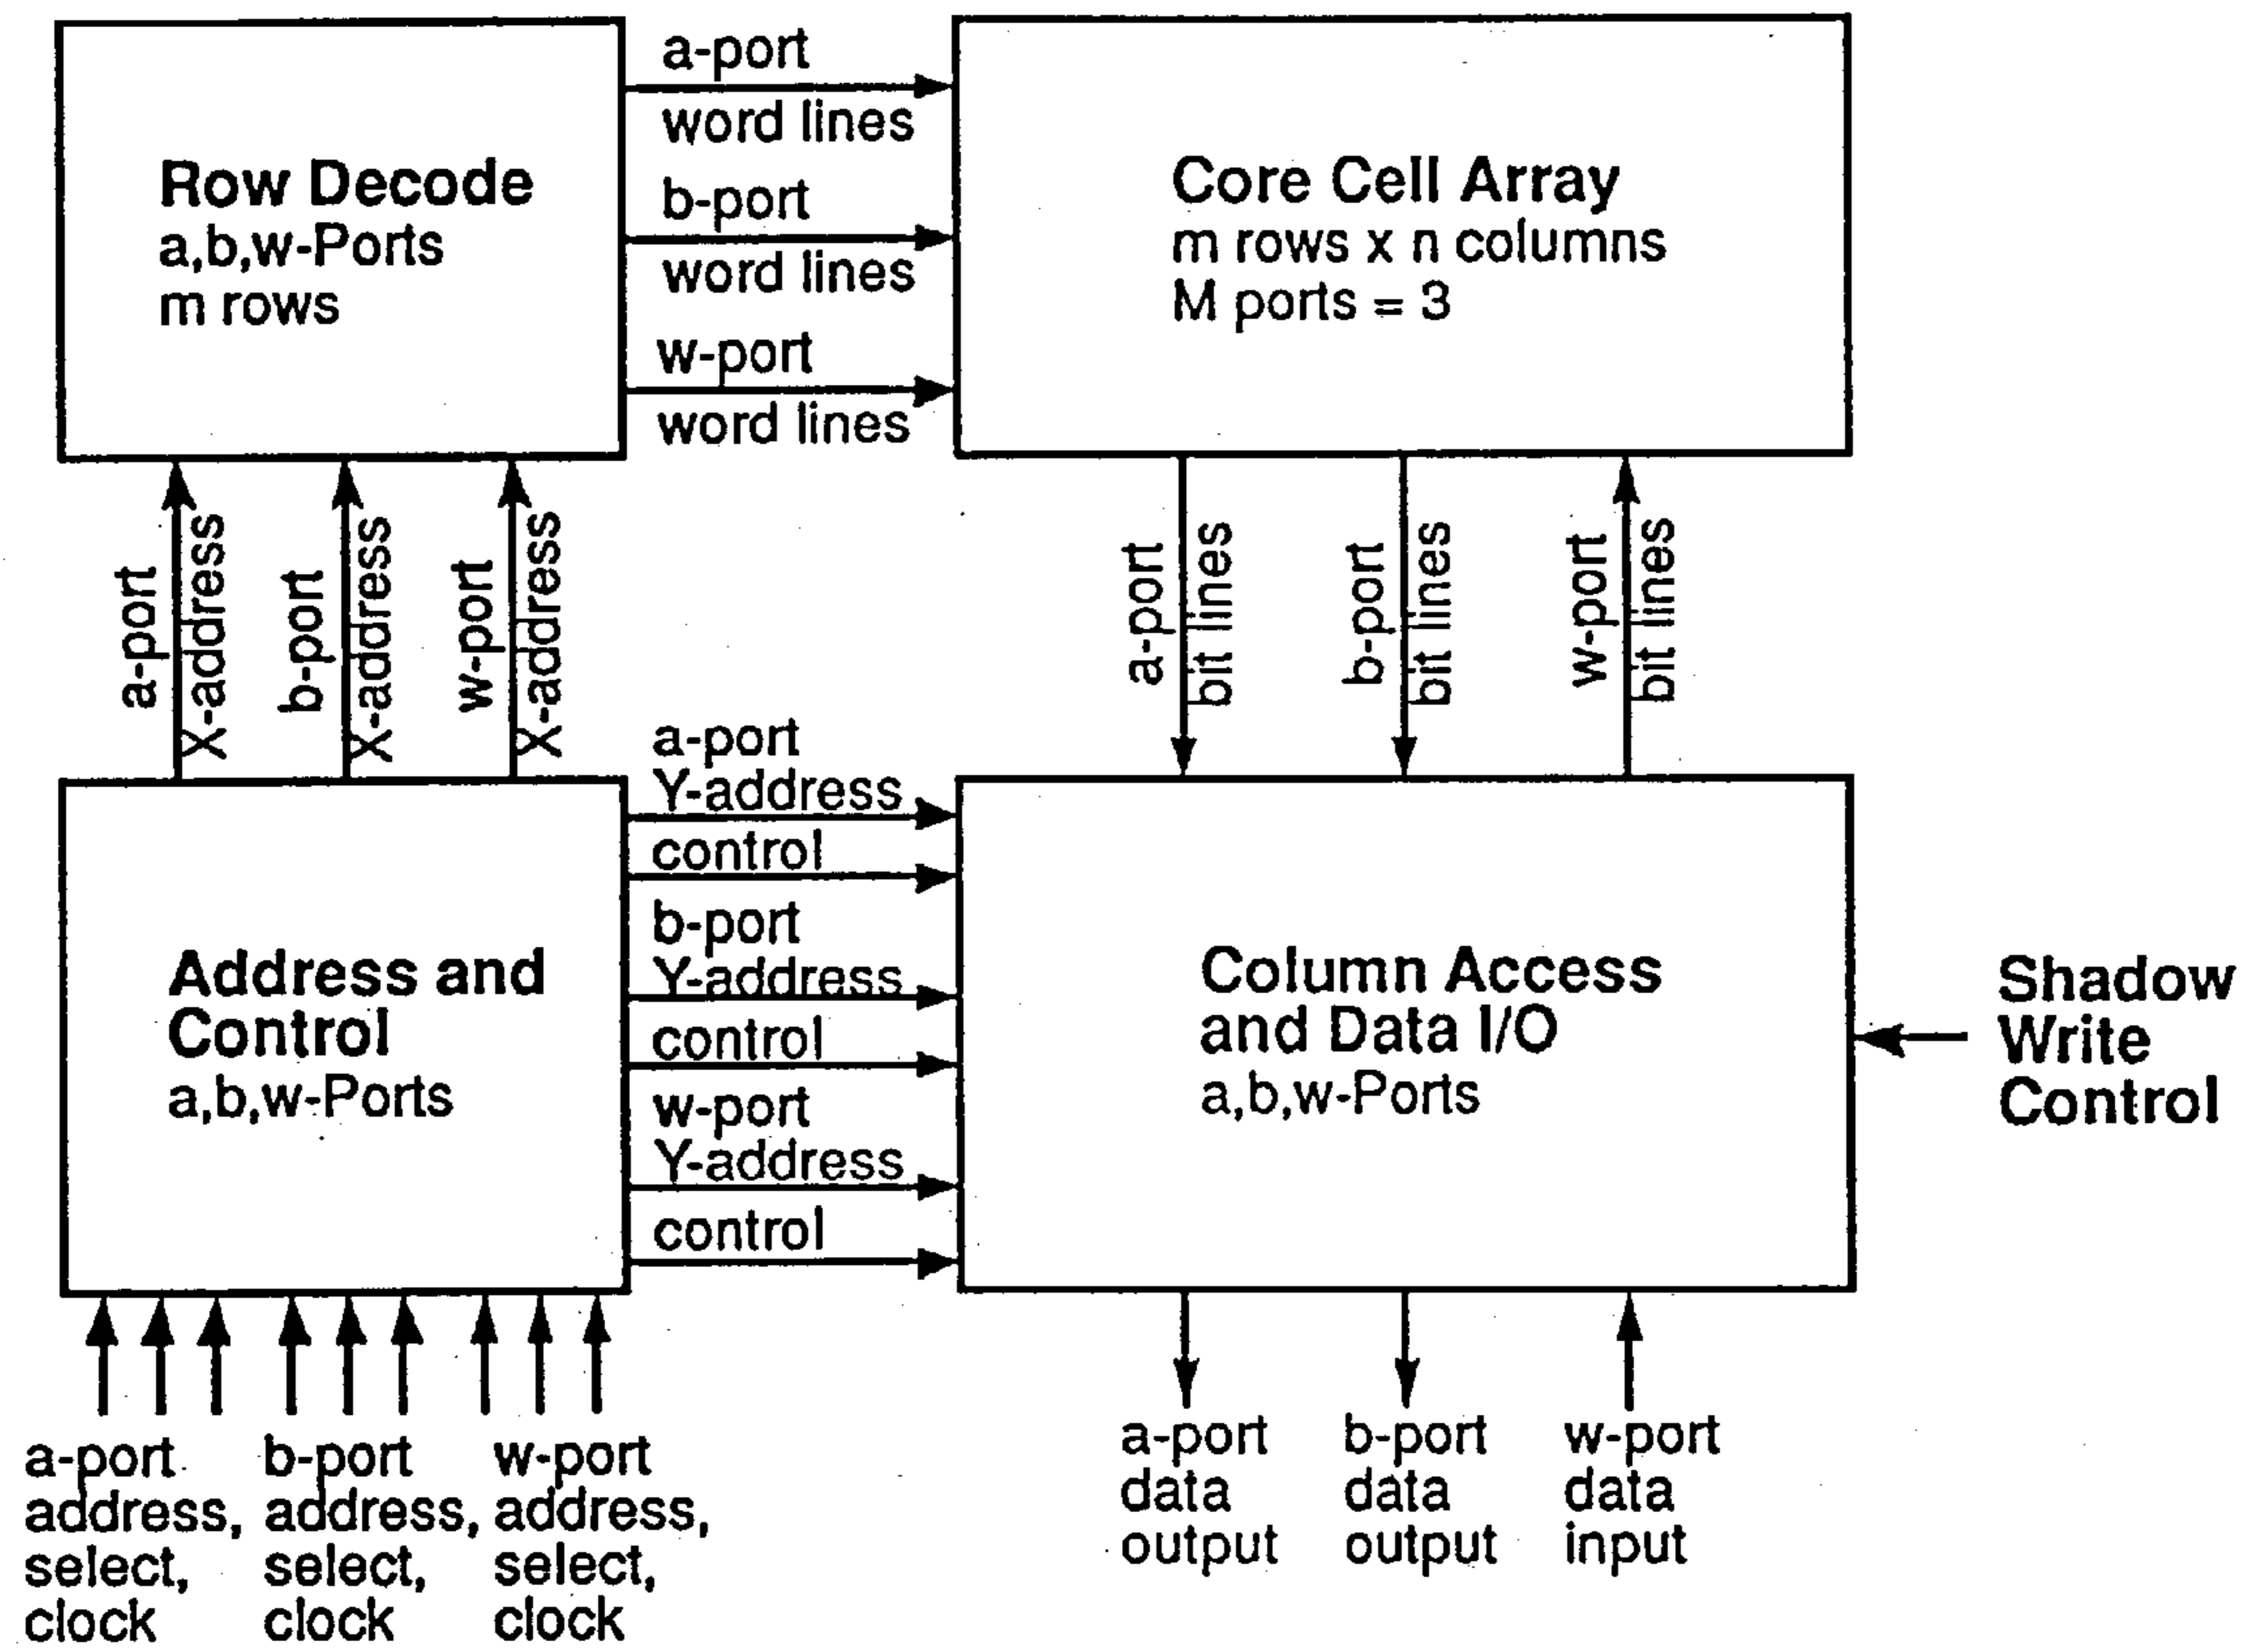 a-port
word lines
b-port
word lines
w-port
word lines
Row Decode
a,b,w-Ports
m rows
Core Cell Array
m rows x n columns
M ports = 3
a-port
X-address
b-port
X-address
w-port
X-address
a-port
bit lines
b-port
bit lines
w-port
bit lines
a-port
Y-address
control
b-port
Y-address
control
w-port
Y-address
control
Address and
Control
a,b,w-Ports
Column Access
and Data I/O
a,b,w-Ports
Shadow
Write
Control
a-port
address,
select,
clock
b-port
address,
select,
clock
w-port
address,
select,
clock
a-port
data
output
b-port
data
output
w-port
data
input